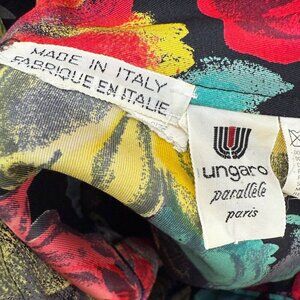 MADE IN ITALY
FABRIQUE EN ITALIE
ungaro
parallèle
paris